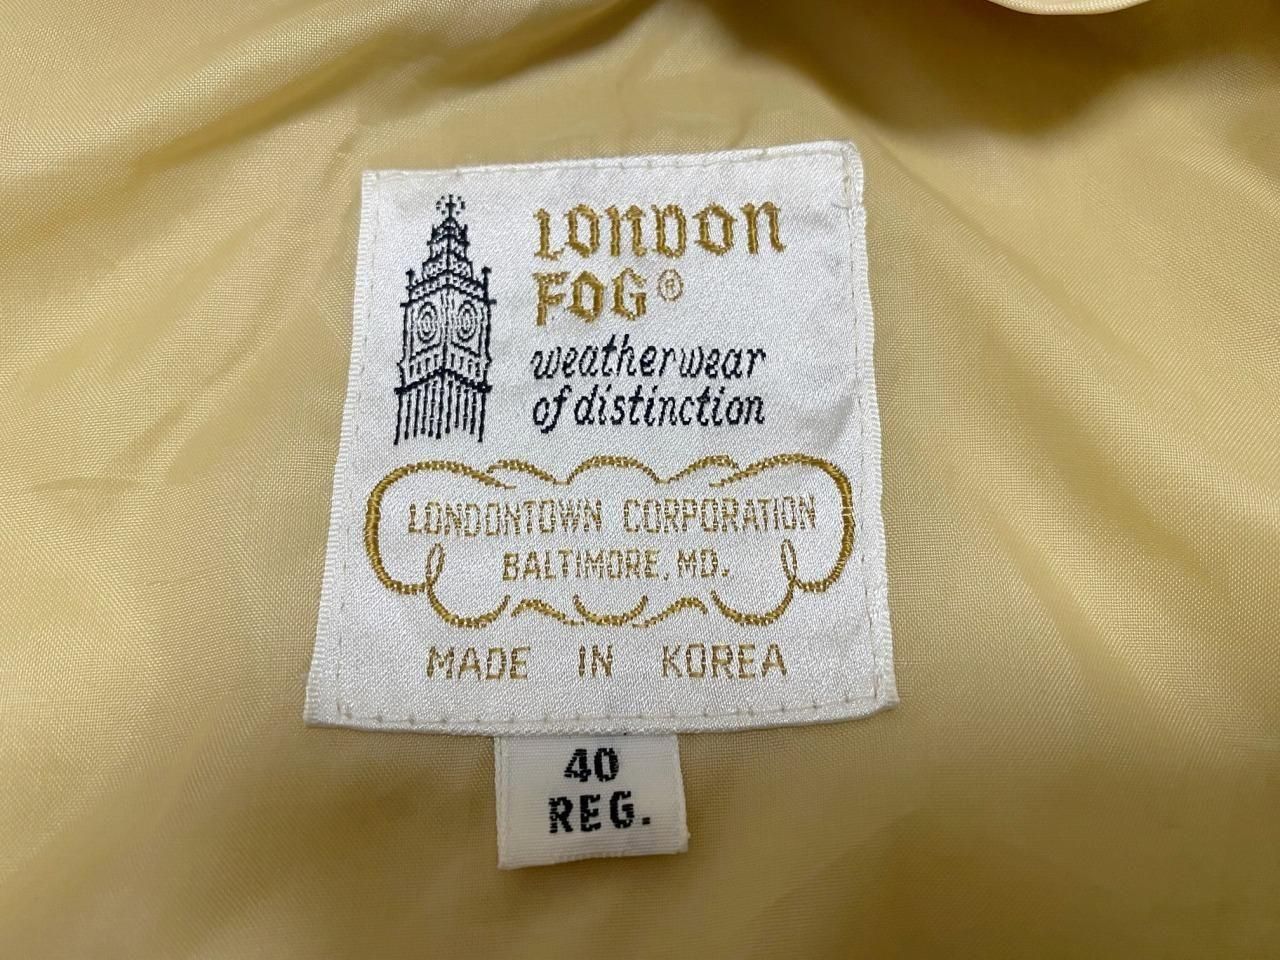 LONDON
FOG®
weatherwear
of distinction
LONDONTOWN CORPORATION
BALTIMORE, MD.
MADE IN KOREA
40
REG.